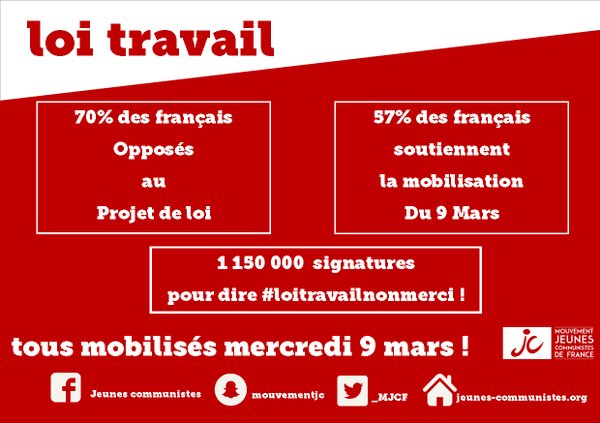 loi travail
70% des français
Opposés
au
Projet de loi
57% des français
soutiennent
la mobilisation
Du 9 Mars
1 150 000 signatures
pour dire #loitravailnonmerci !
tous mobilisés mercredi 9 mars !
jc
MOUVEMENT
JEUNES
COMMUNISTES
DE FRANCE
Jeunes communistes
mouvementjc
_MJCF
jeunes-communistes.org